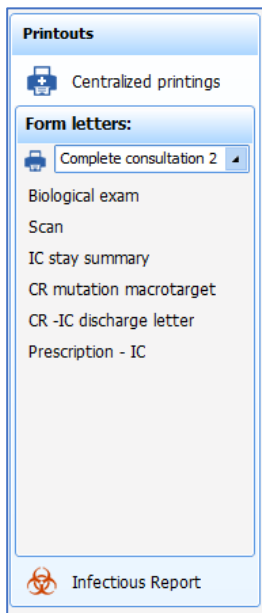 Printouts
Centralized printings
Form letters:
Complete consultation 2
Biological exam
Scan
IC stay summary
CR mutation macrotarget
CR -IC discharge letter
Prescription - IC
Infectious Report